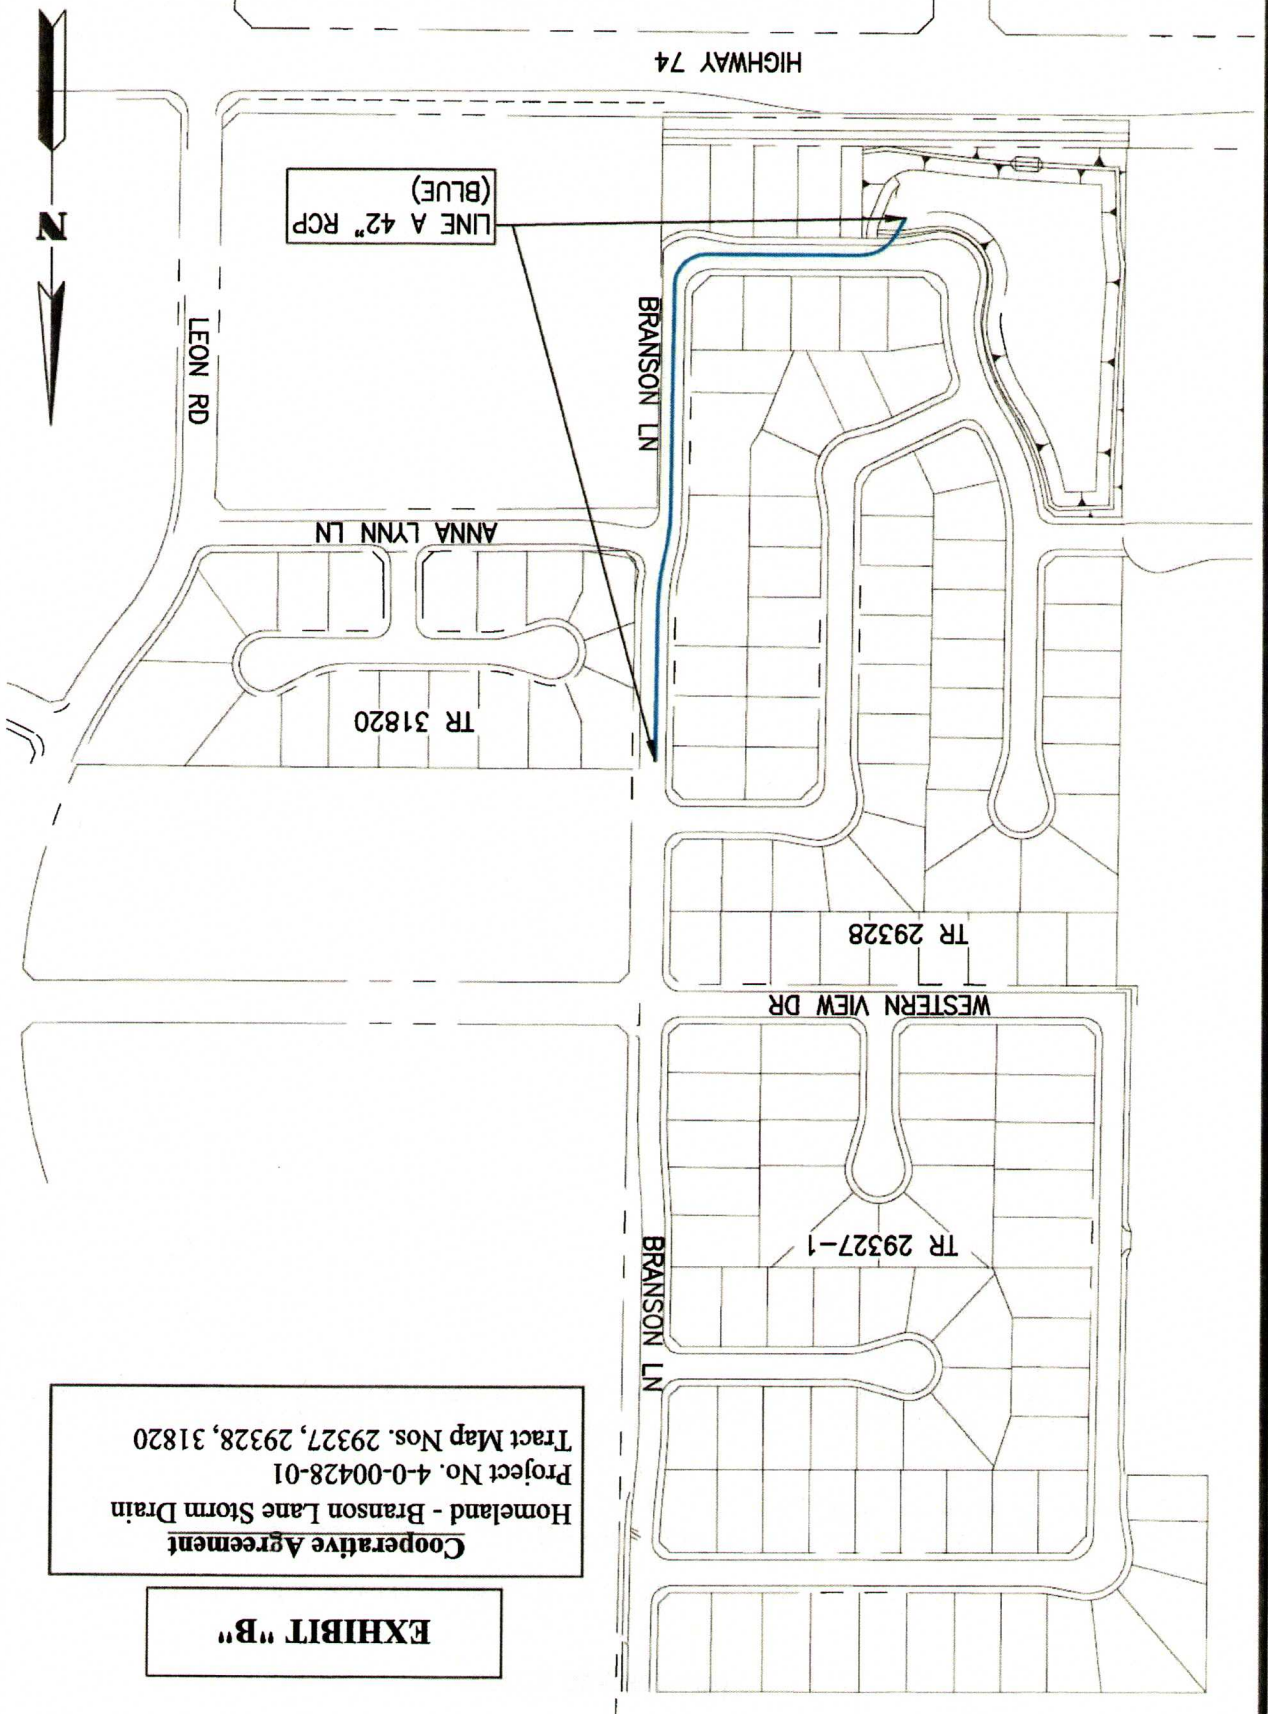 EXHIBIT "B"
Cooperative Agreement
Homeland - Branson Lane Storm Drain
Project No. 4-0-00428-01
Tract Map Nos. 29327, 29328, 31820
BRANSON LN
TR 29327-1
WESTERN VIEW DR
TR 29328
TR 31820
ANNA LYNN LN
LEON RD
BRANSON LN
LINE A 42" RCP
(BLUE)
N
HIGHWAY 74